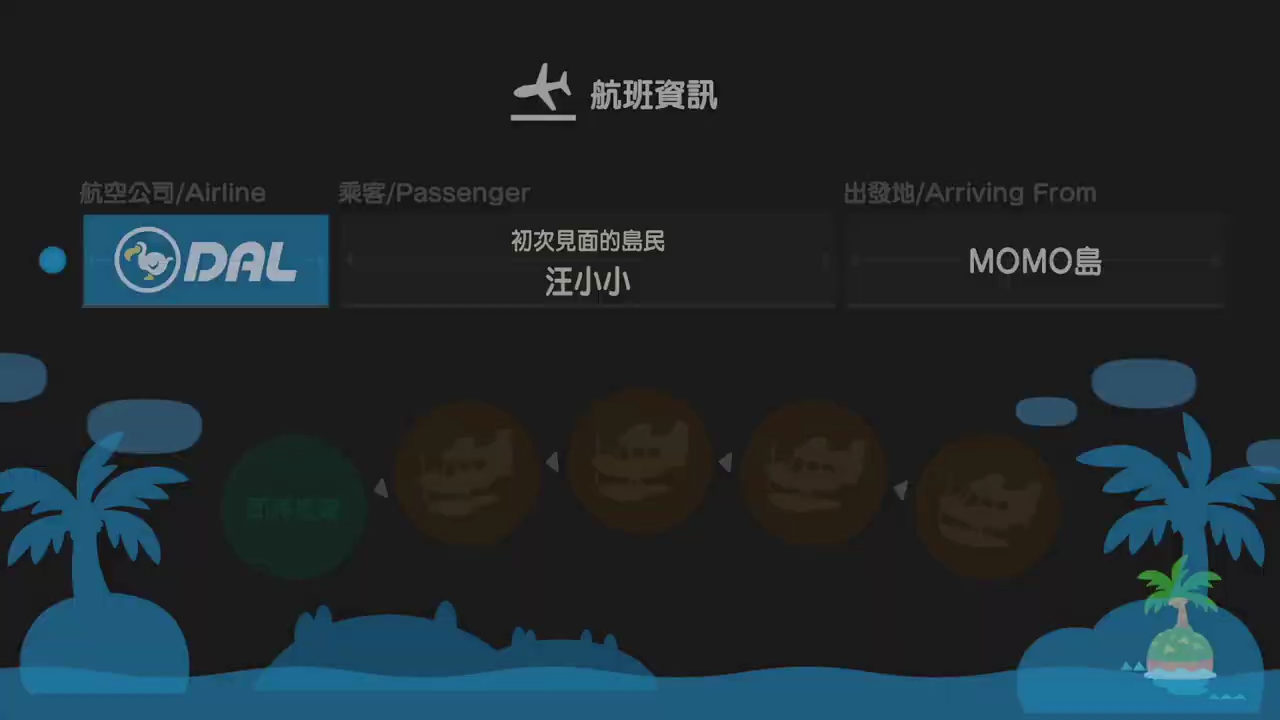 航班資訊
航空公司/Airline
乘客/Passenger
出發地/Arriving From
DAL
初次見面的島民
汪小小
MOMO島